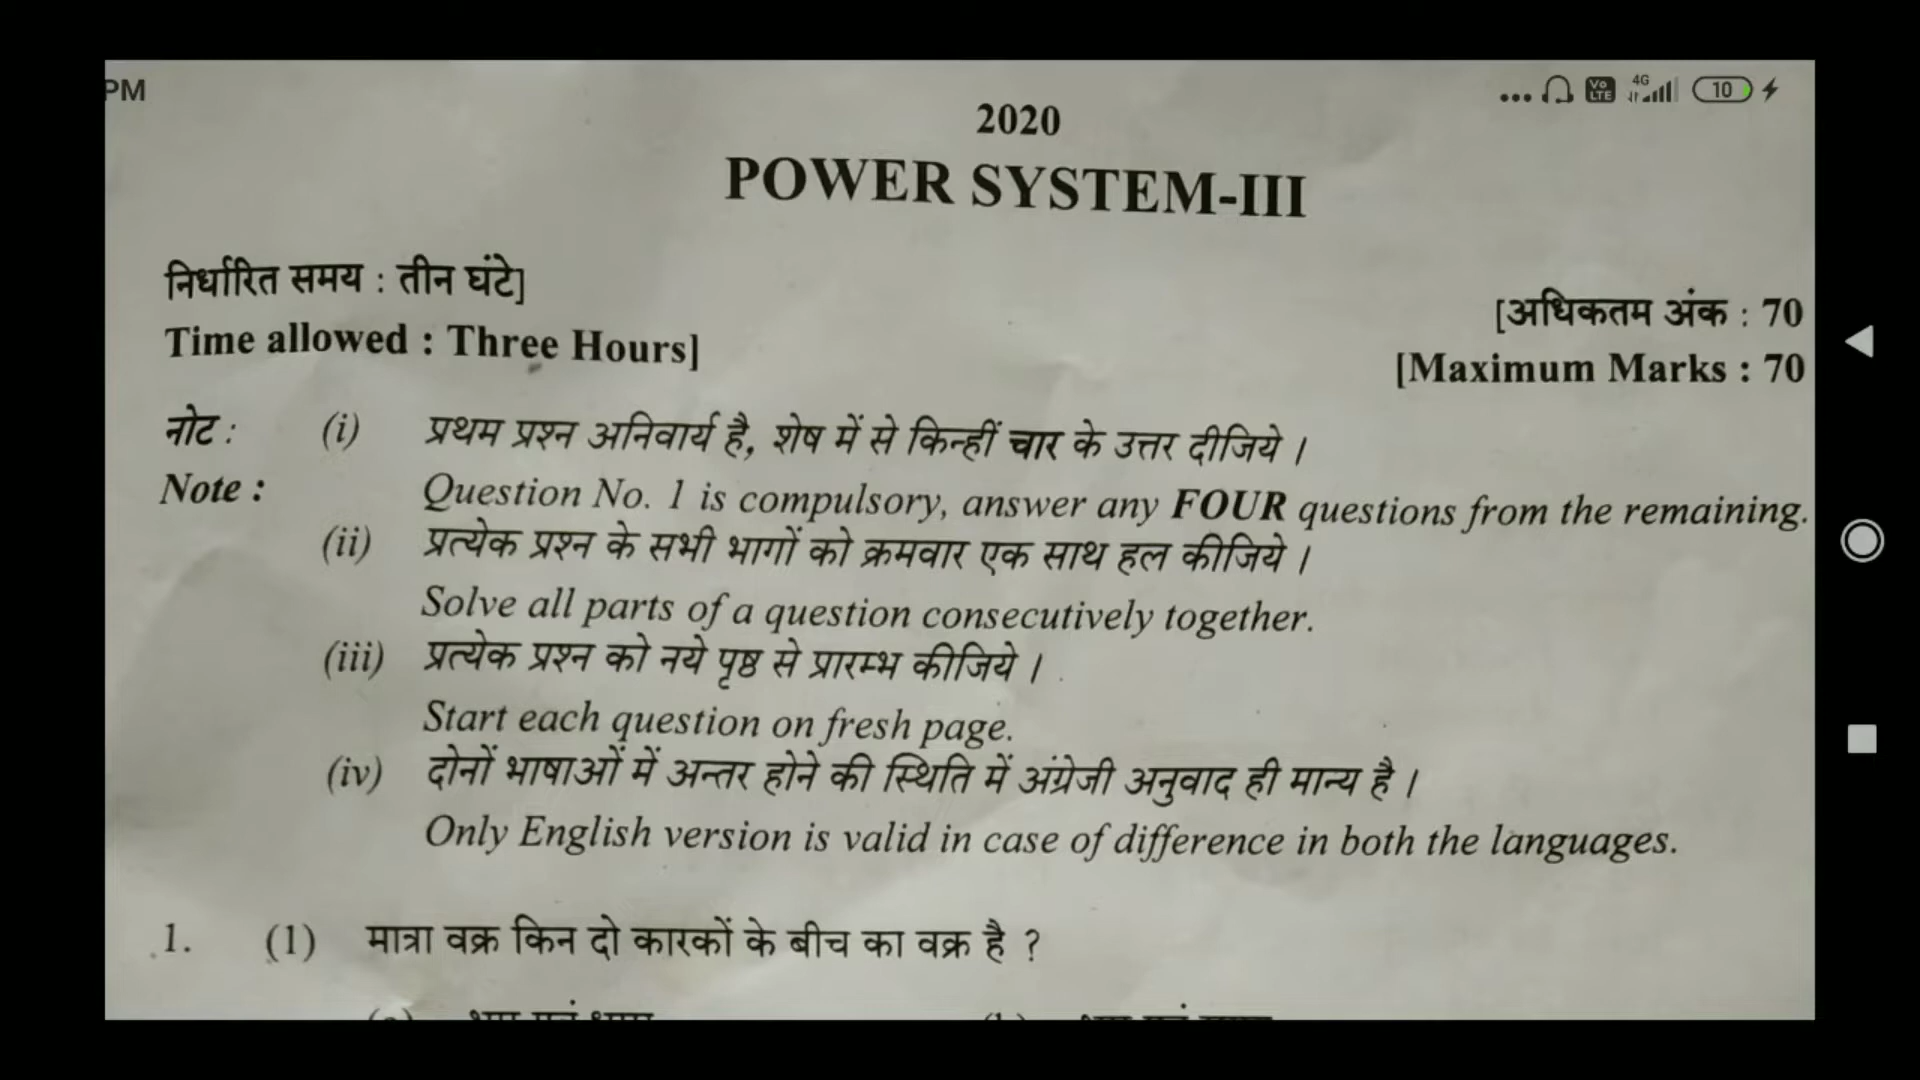 PM
4G
Vo LTE
10
2020
POWER SYSTEM-III
निर्धारित समय : तीन घंटे]
[अधिकतम अंक : 70
Time allowed : Three Hours]
[Maximum Marks : 70
नोट : (i) प्रथम प्रश्न अनिवार्य है, शेष में से किन्हीं चार के उत्तर दीजिये ।
Note : Question No. 1 is compulsory, answer any FOUR questions from the remaining.
(ii) प्रत्येक प्रश्न के सभी भागों को क्रमवार एक साथ हल कीजिये ।
Solve all parts of a question consecutively together.
(iii) प्रत्येक प्रश्न को नये पृष्ठ से प्रारम्भ कीजिये ।
Start each question on fresh page.
(iv) दोनों भाषाओं में अन्तर होने की स्थिति में अंग्रेजी अनुवाद ही मान्य है ।
Only English version is valid in case of difference in both the languages.
1. (1) मात्रा वक्र किन दो कारकों के बीच का वक्र है ?